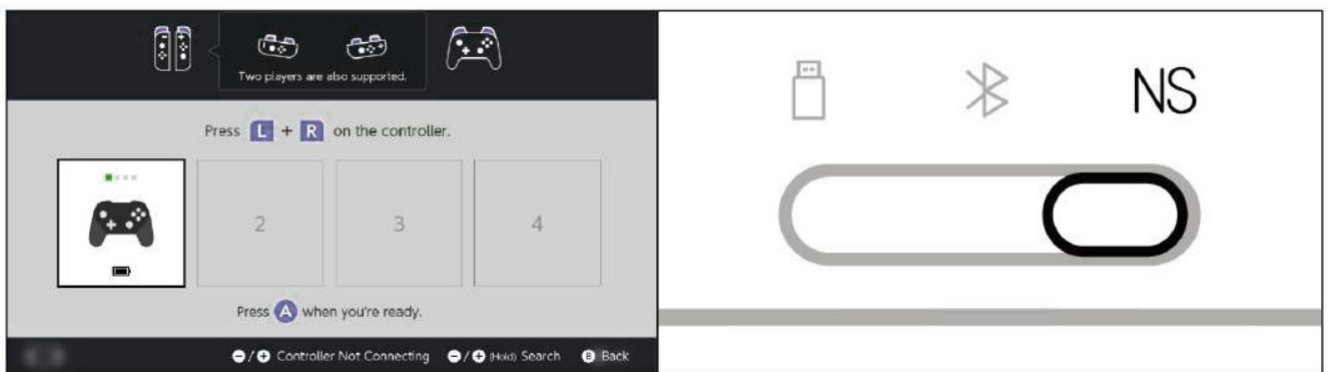 Two players are also supported.
Press L + R on the controller.
2
3
4
Press A when you're ready.
⊖/⊕ Controller Not Connecting ⊖/⊕ (Hold) Search B Back
NS